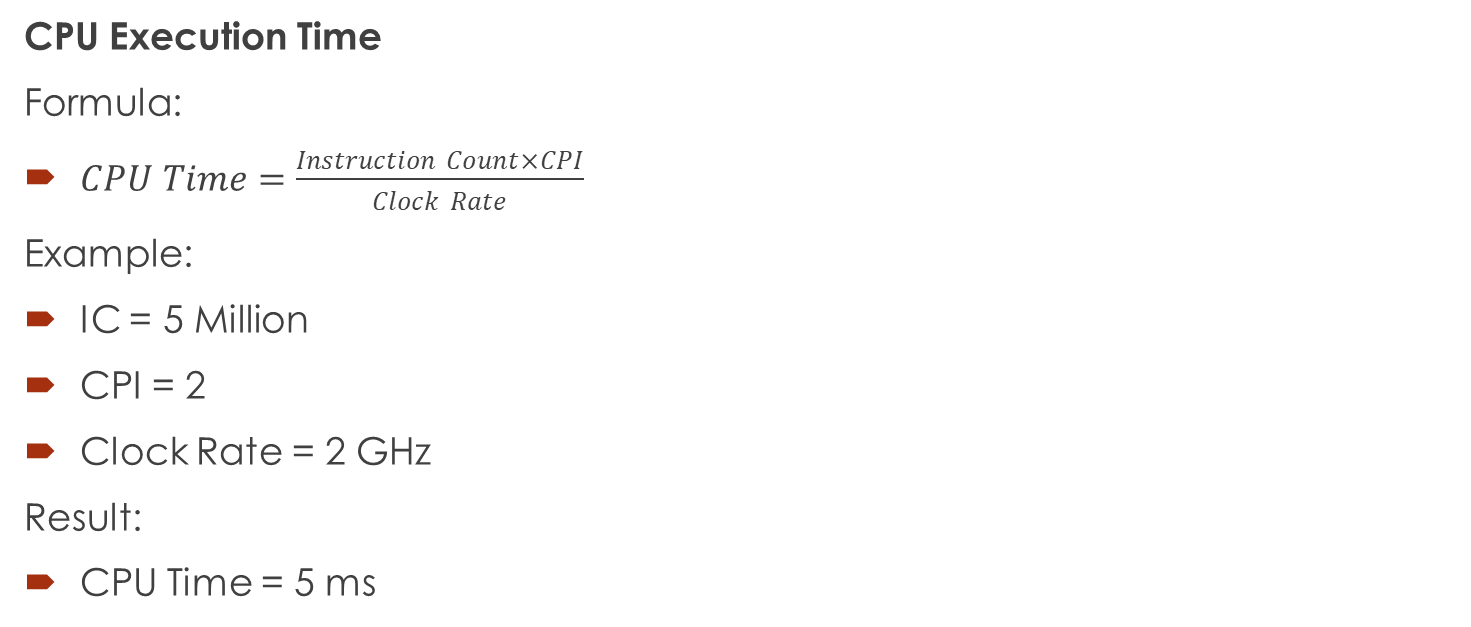 CPU Execution Time
Formula:
CPU Time = Instruction Count×CPI / Clock Rate
Example:
IC = 5 Million
CPI = 2
Clock Rate = 2 GHz
Result:
CPU Time = 5 ms